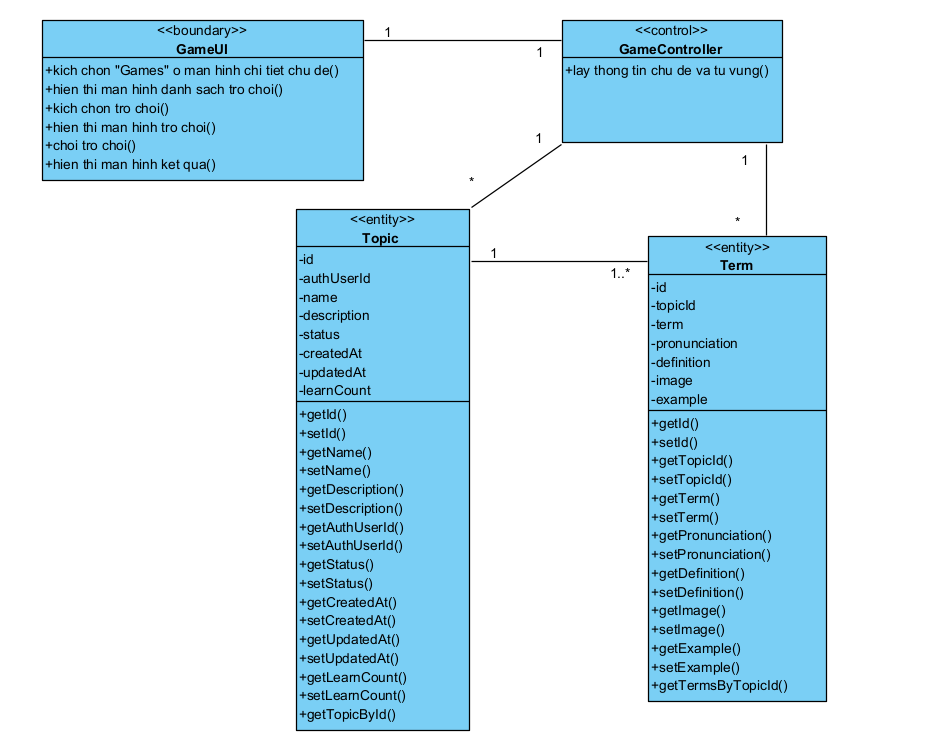 <<boundary>>
GameUI
+kich chon "Games" o man hinh chi tiet chu de()
+hien thi man hinh danh sach tro choi()
+kich chon tro choi()
+hien thi man hinh tro choi()
+choi tro choi()
+hien thi man hinh ket qua()
1
1
<<control>>
GameController
+lay thong tin chu de va tu vung()
1
*
1
*
<<entity>>
Topic
-id
-authUserId
-name
-description
-status
-createdAt
-updatedAt
-learnCount
+getId()
+setId()
+getName()
+setName()
+getDescription()
+setDescription()
+getAuthUserId()
+setAuthUserId()
+getStatus()
+setStatus()
+getCreatedAt()
+setCreatedAt()
+getUpdatedAt()
+setUpdatedAt()
+getLearnCount()
+setLearnCount()
+getTopicById()
1
1..*
<<entity>>
Term
-id
-topicId
-term
-pronunciation
-definition
-image
-example
+getId()
+setId()
+getTopicId()
+setTopicId()
+getTerm()
+setTerm()
+getPronunciation()
+setPronunciation()
+getDefinition()
+setDefinition()
+getImage()
+setImage()
+getExample()
+setExample()
+getTermsByTopicId()